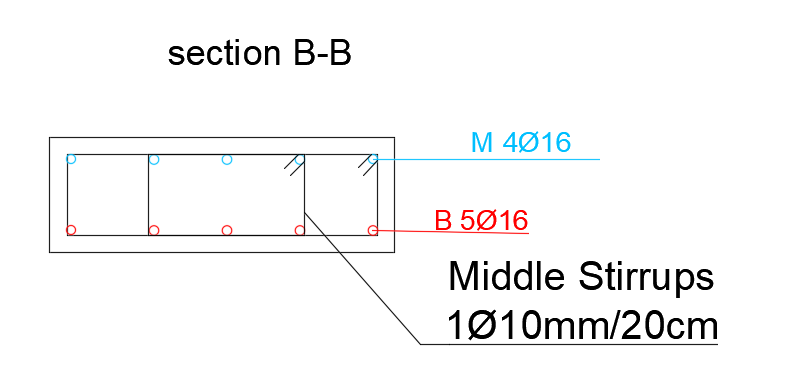 section B-B
M 4Ø16
B 5Ø16
Middle Stirrups
1Ø10mm/20cm